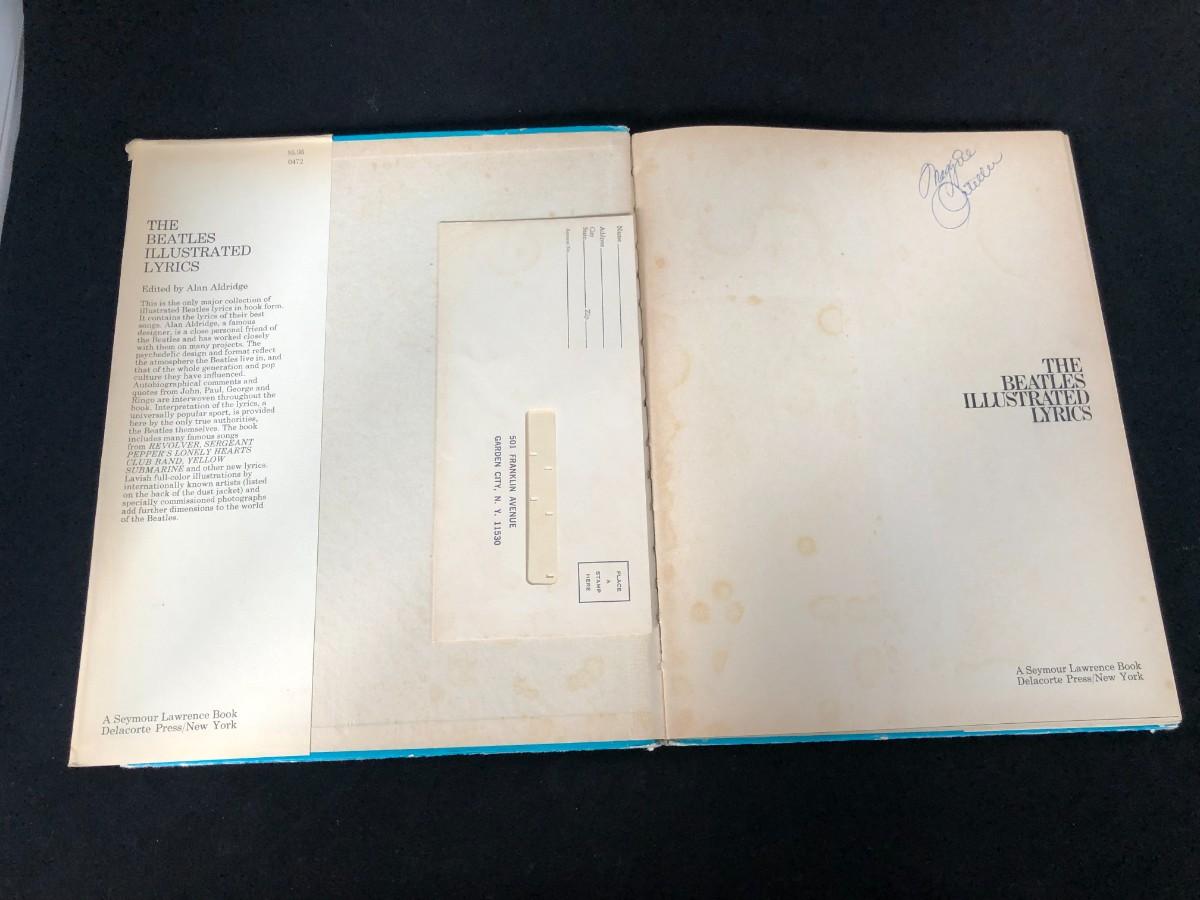 $5.95
0472
THE
BEATLES
ILLUSTRATED
LYRICS
Edited by Alan Aldridge
This is the only major collection of
illustrated Beatles lyrics in book form.
It contains the lyrics of their best
songs. Alan Aldridge, a famous
designer, is a close personal friend of
the Beatles and has worked closely
with them on many projects. The
psychedelic design and format reflect
the atmosphere the Beatles live in, and
that of the whole generation and pop
culture they have influenced.
Autobiographical comments and
quotes from John, Paul, George and
Ringo are interwoven throughout the
book. Interpretation of the lyrics, a
universally popular sport, is provided
here by the only true authorities,
the Beatles themselves. The book
includes many famous songs
from REVOLVER, SERGEANT
PEPPER'S LONELY HEARTS
CLUB BAND, YELLOW
SUBMARINE and other new lyrics.
Lavish full-color illustrations by
internationally known artists (listed
on the back of the dust jacket) and
specially commissioned photographs
add further dimensions to the world
of the Beatles.
A Seymour Lawrence Book
Delacorte Press/New York
Name
Address
City
State Zip
Account No.
PLACE
A
STAMP
HERE
501 FRANKLIN AVENUE
GARDEN CITY, N. Y. 11530
THE
BEATLES
ILLUSTRATED
LYRICS
A Seymour Lawrence Book
Delacorte Press/New York